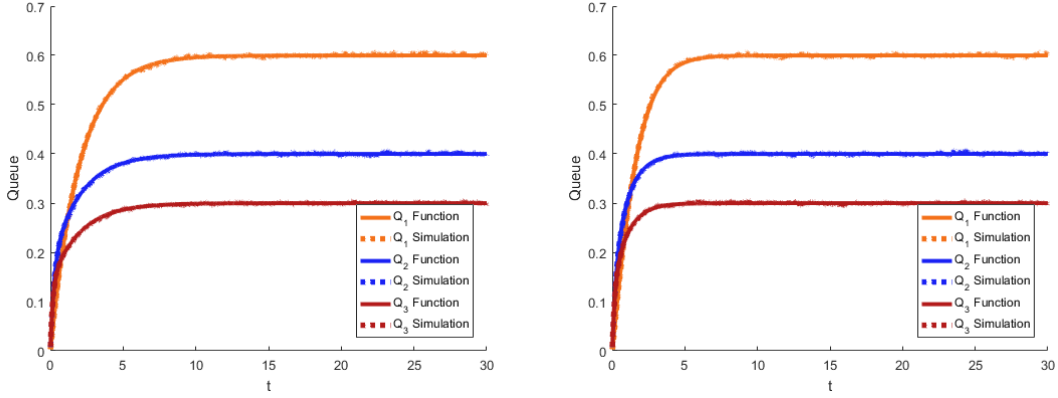 0.7
0.6
0.5
0.4
0.3
0.2
0.1
0
Queue
0 5 10 15 20 25 30
t
Q1 Function
Q1 Simulation
Q2 Function
Q2 Simulation
Q3 Function
Q3 Simulation
0.7
0.6
0.5
0.4
0.3
0.2
0.1
0
Queue
0 5 10 15 20 25 30
t
Q1 Function
Q1 Simulation
Q2 Function
Q2 Simulation
Q3 Function
Q3 Simulation